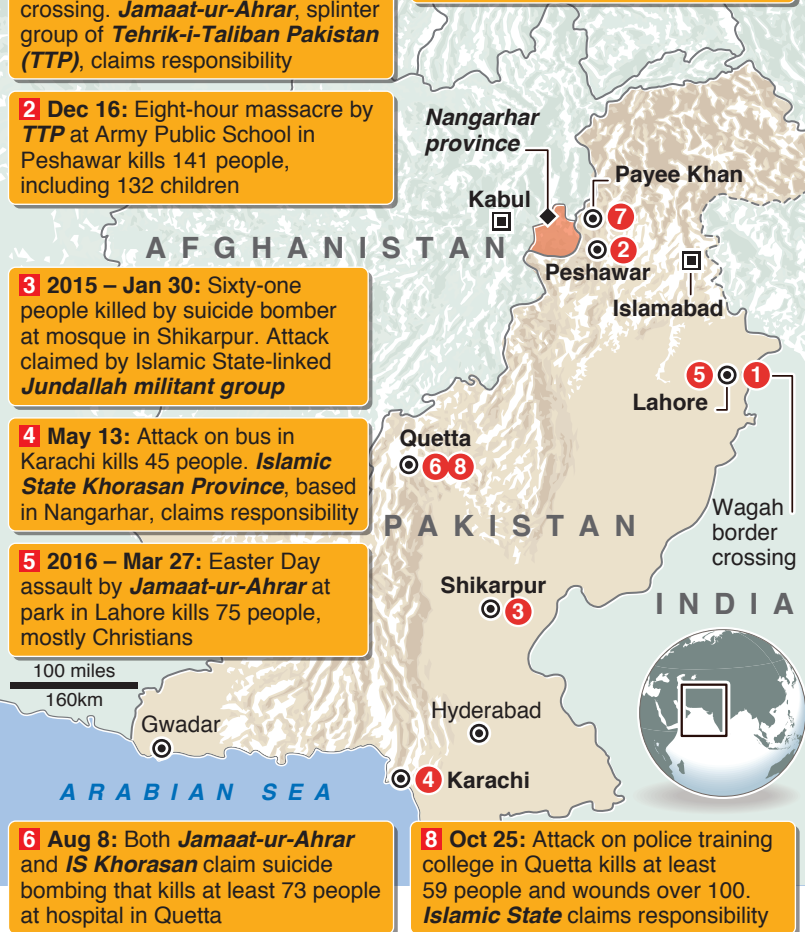 crossing. Jamaat-ur-Ahrar, splinter
group of Tehrik-i-Taliban Pakistan
(TTP), claims responsibility
2 Dec 16: Eight-hour massacre by
TTP at Army Public School in
Peshawar kills 141 people,
including 132 children
3 2015 – Jan 30: Sixty-one
people killed by suicide bomber
at mosque in Shikarpur. Attack
claimed by Islamic State-linked
Jundallah militant group
4 May 13: Attack on bus in
Karachi kills 45 people. Islamic
State Khorasan Province, based
in Nangarhar, claims responsibility
5 2016 – Mar 27: Easter Day
assault by Jamaat-ur-Ahrar at
park in Lahore kills 75 people,
mostly Christians
6 Aug 8: Both Jamaat-ur-Ahrar
and IS Khorasan claim suicide
bombing that kills at least 73 people
at hospital in Quetta
8 Oct 25: Attack on police training
college in Quetta kills at least
59 people and wounds over 100.
Islamic State claims responsibility
Nangarhar
province
Payee Khan
7
Kabul
AFGHANISTAN
2
Peshawar
Islamabad
5 1
Lahore
Quetta
6 8
PAKISTAN
Wagah
border
crossing
Shikarpur
3
INDIA
100 miles
160km
Gwadar
Hyderabad
ARABIAN SEA
4 Karachi